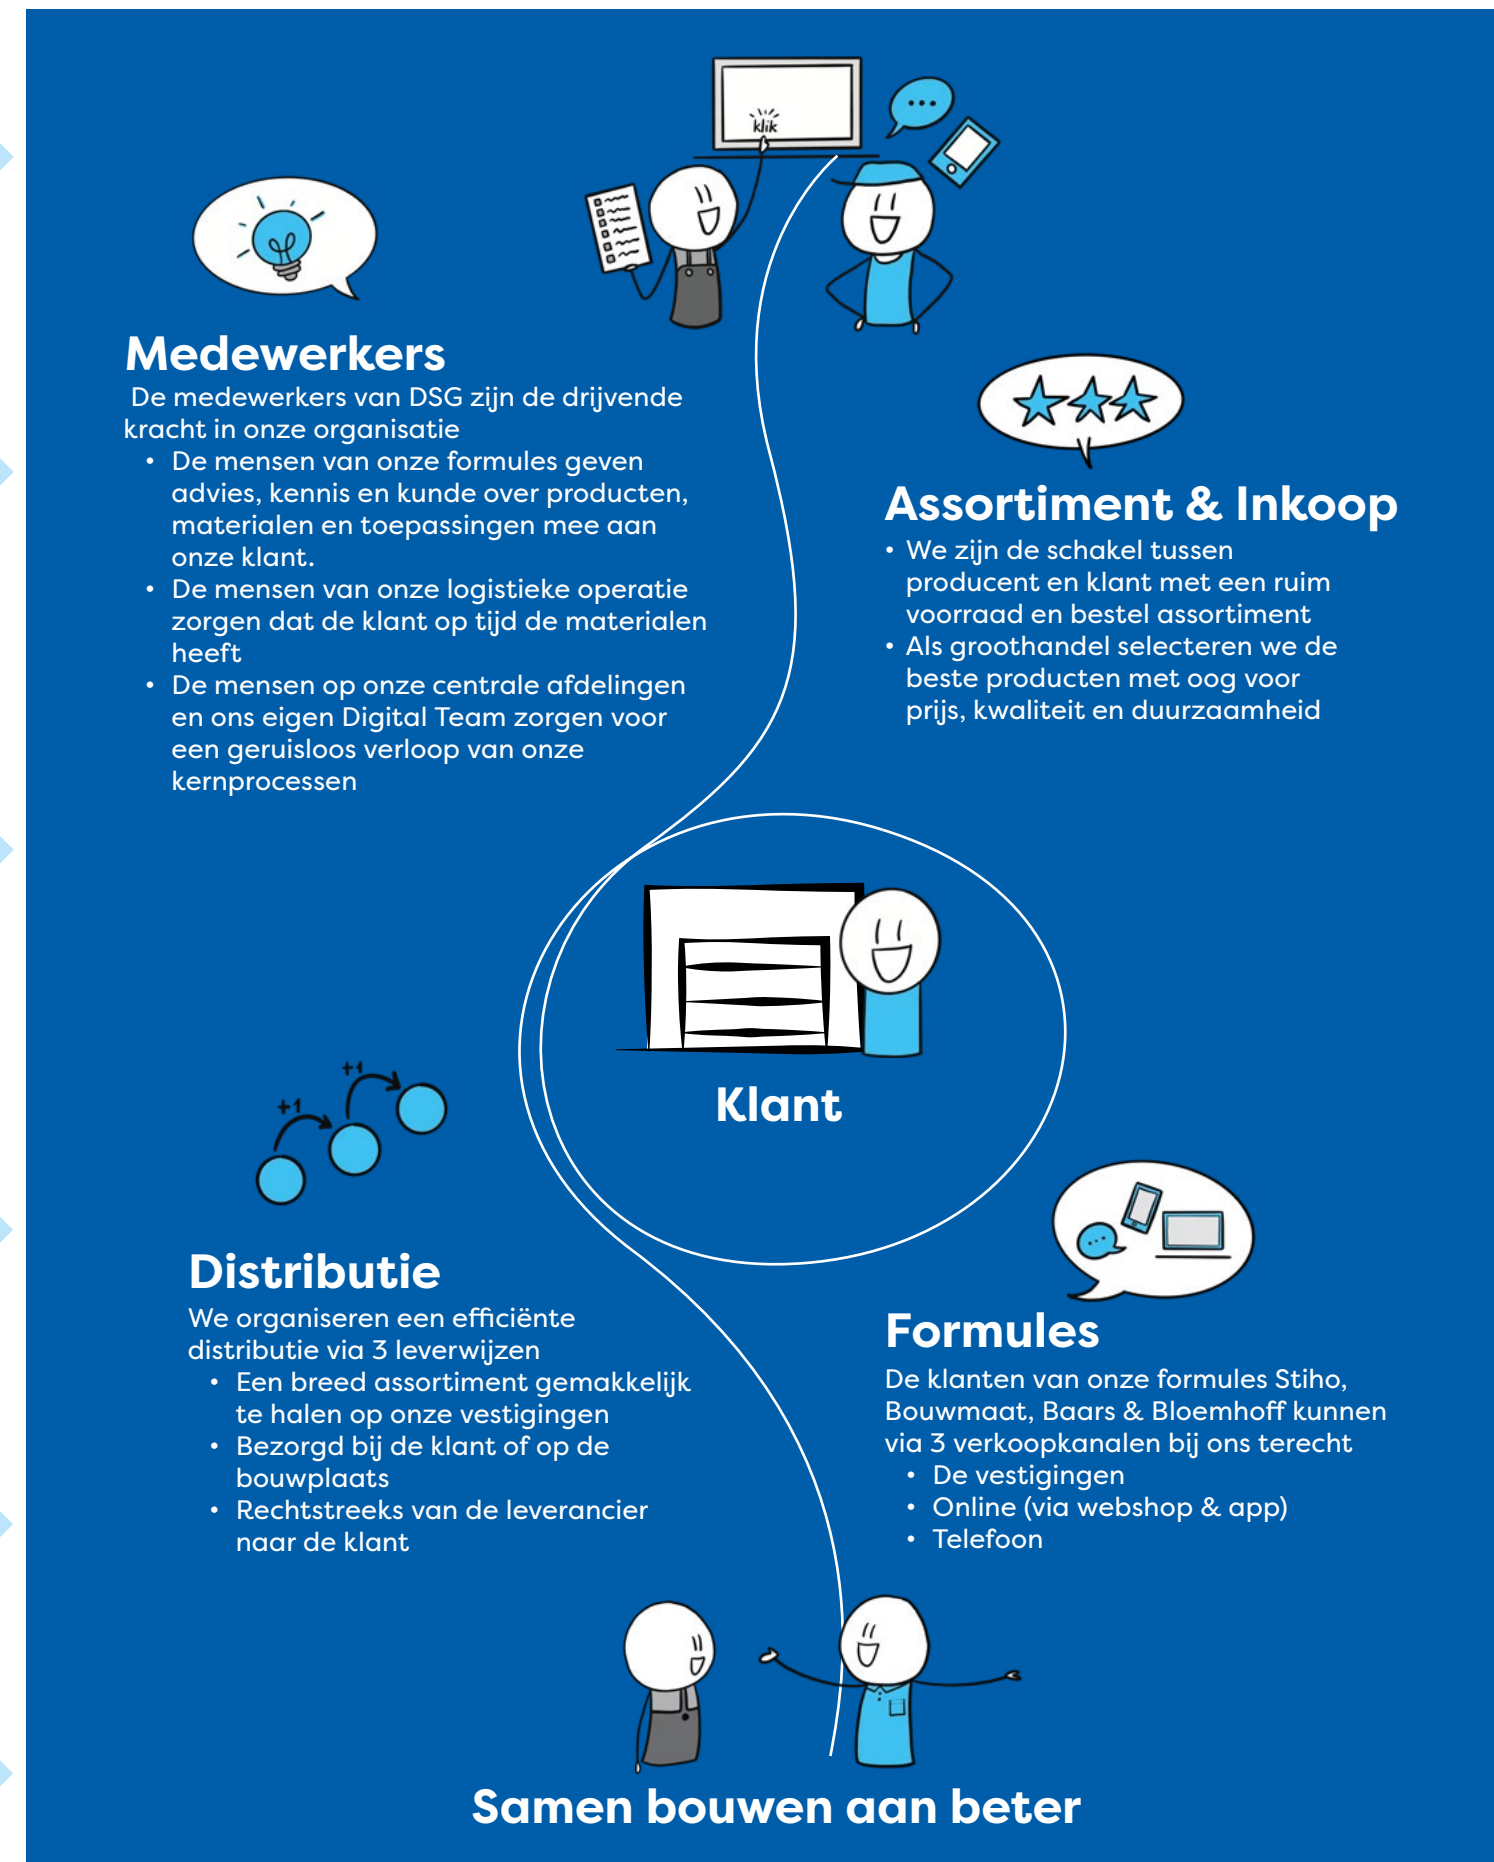 klik
Medewerkers
De medewerkers van DSG zijn de drijvende
kracht in onze organisatie
• De mensen van onze formules geven
advies, kennis en kunde over producten,
materialen en toepassingen mee aan
onze klant.
• De mensen van onze logistieke operatie
zorgen dat de klant op tijd de materialen
heeft
• De mensen op onze centrale afdelingen
en ons eigen Digital Team zorgen voor
een geruisloos verloop van onze
kernprocessen
Assortiment & Inkoop
• We zijn de schakel tussen
producent en klant met een ruim
voorraad en bestel assortiment
• Als groothandel selecteren we de
beste producten met oog voor
prijs, kwaliteit en duurzaamheid
Klant
+1
+1
Distributie
We organiseren een efficiënte
distributie via 3 leverwijzen
• Een breed assortiment gemakkelijk
te halen op onze vestigingen
• Bezorgd bij de klant of op de
bouwplaats
• Rechtstreeks van de leverancier
naar de klant
Formules
De klanten van onze formules Stiho,
Bouwmaat, Baars & Bloemhoff kunnen
via 3 verkoopkanalen bij ons terecht
• De vestigingen
• Online (via webshop & app)
• Telefoon
Samen bouwen aan beter